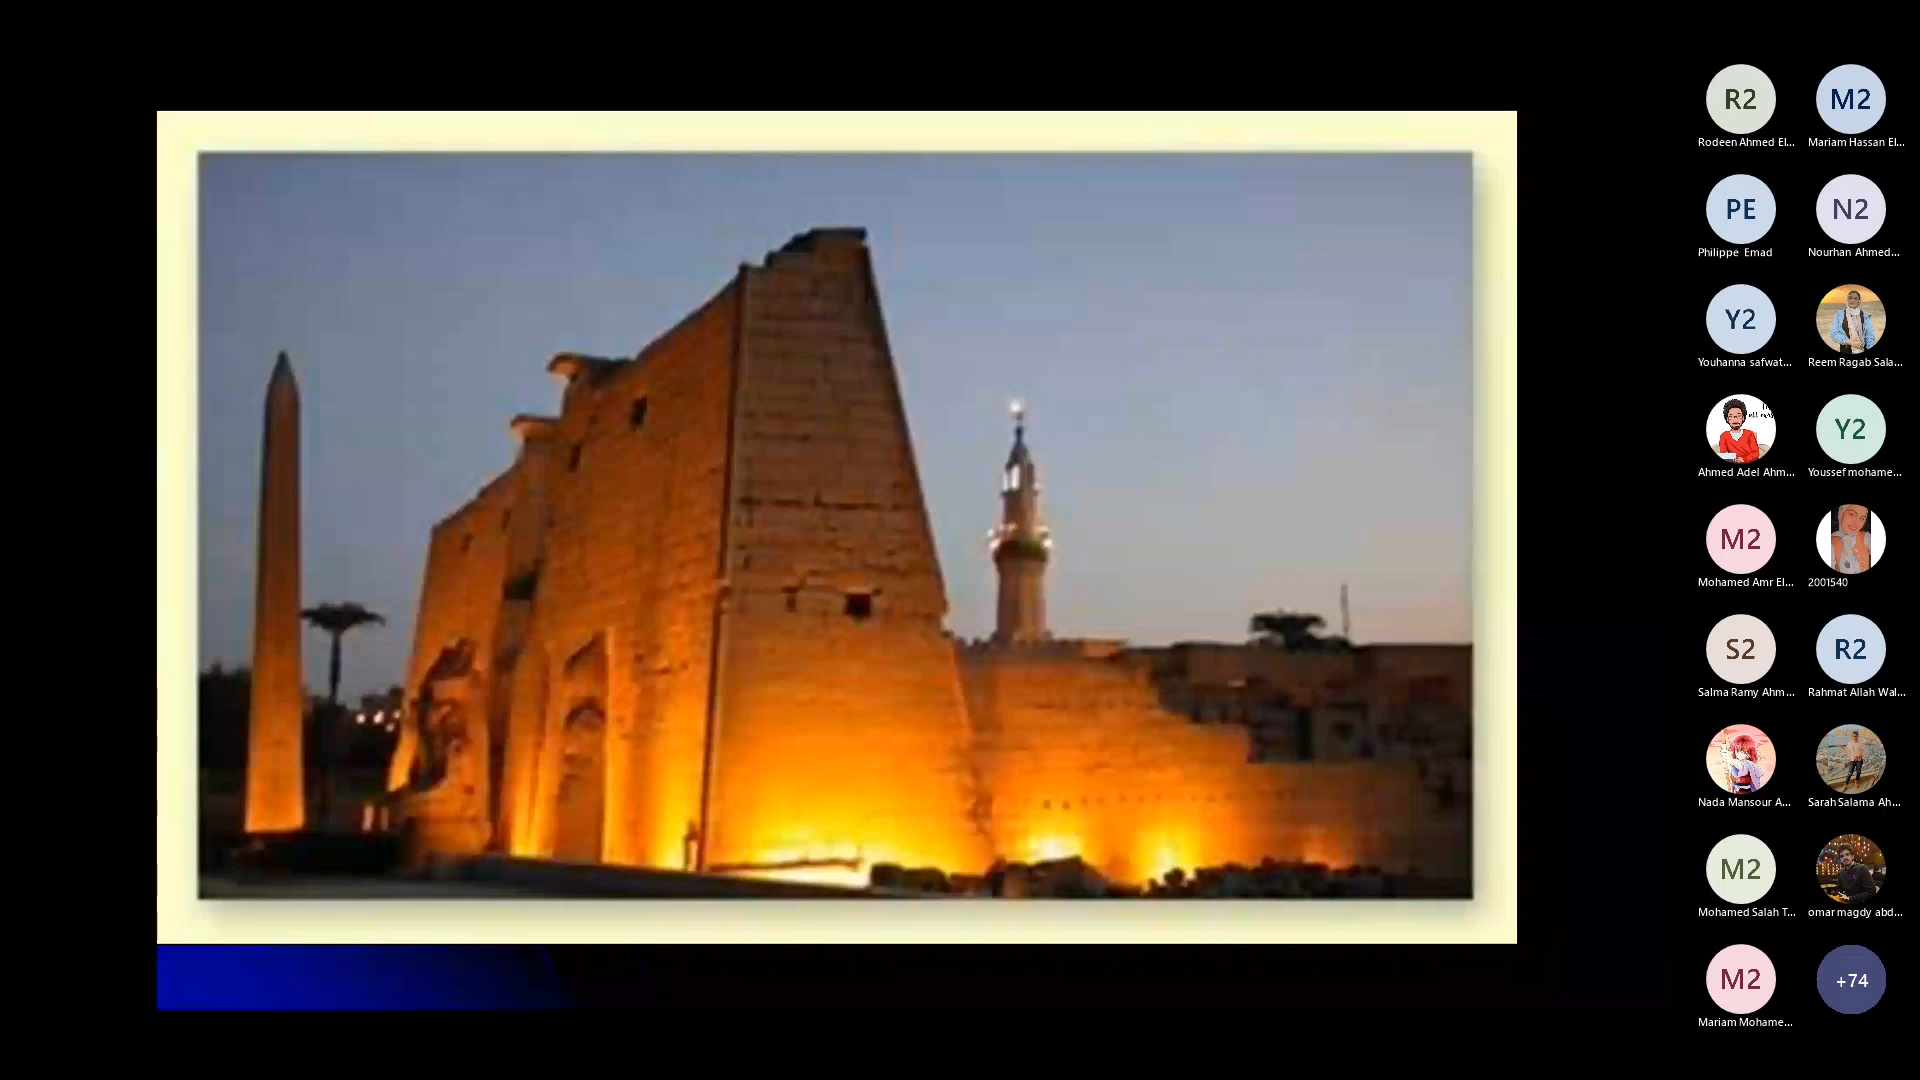 R2
M2
Rodeen Ahmed El...
Mariam Hassan El...
PE
N2
Philippe Emad
Nourhan Ahmed...
Y2
Youhanna safwat...
Reem Ragab Sala...
Y2
Ahmed Adel Ahm...
Youssef mohame...
M2
Mohamed Amr El...
2001540
S2
R2
Salma Ramy Ahm...
Rahmat Allah Wal...
Nada Mansour A...
Sarah Salama Ah...
M2
Mohamed Salah T...
omar magdy abd...
M2
+74
Mariam Mohame...